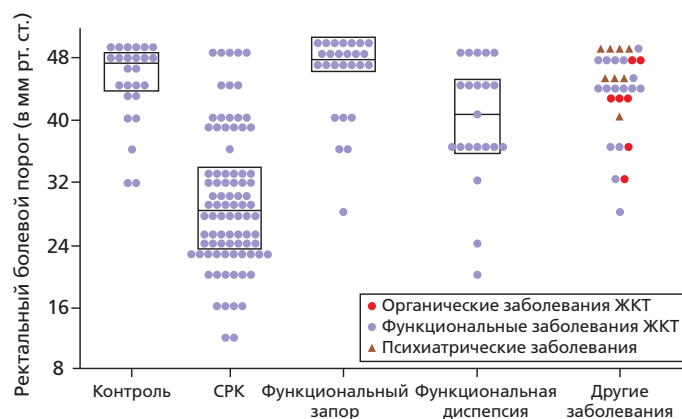 Ректальный болевой порог (в мм рт. ст.)
48
40
32
24
16
8
Органические заболевания ЖКТ
Функциональные заболевания ЖКТ
Психиатрические заболевания
Контроль
СРК
Функциональный
запор
Функциональная
диспепсия
Другие
заболевания